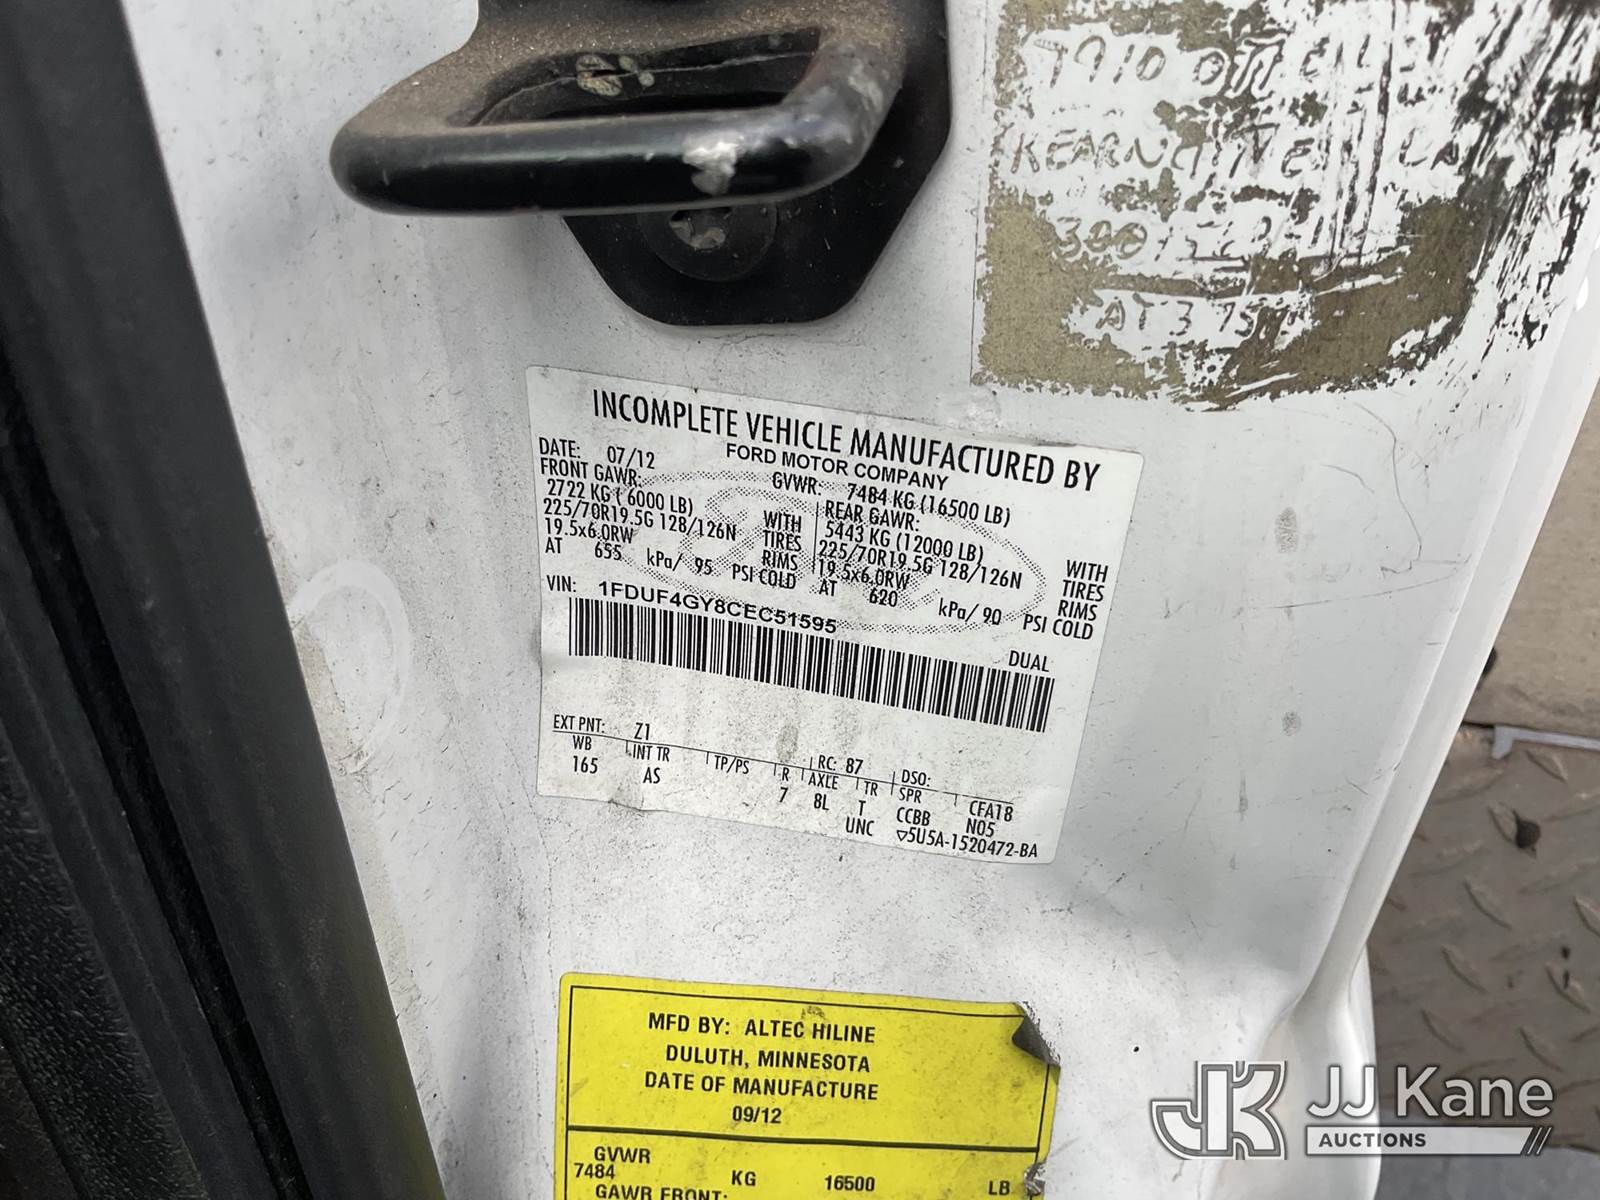 7910
AT 3 75
INCOMPLETE VEHICLE MANUFACTURED BY
FORD MOTOR COMPANY
DATE: 07/12 GVWR: 7484 KG (16500 LB)
FRONT GAWR: REAR GAWR:
2722 KG ( 6000 LB) WITH 5443 KG (12000 LB) WITH
225/70R19.5G 128/126N TIRES 225/70R19.5G 128/126N TIRES
19.5x6.0RW RIMS 19.5x6.0RW RIMS
AT 655 kPa/ 95 PSI COLD AT 620 kPa/ 90 PSI COLD
VIN: 1FDUF4GY8CEC51595
DUAL
EXT PNT: Z1 RC: 87 DSO:
WB INT TR TP/PS R AXLE TR SPR CFA18
165 AS 7 8L T CCBB N05
UNC 5U5A-1520472-BA
MFD BY: ALTEC HILINE
DULUTH, MINNESOTA
DATE OF MANUFACTURE
09/12
GVWR
7484 KG 16500 LB
GAWR FRONT:
JK JJ Kane
AUCTIONS